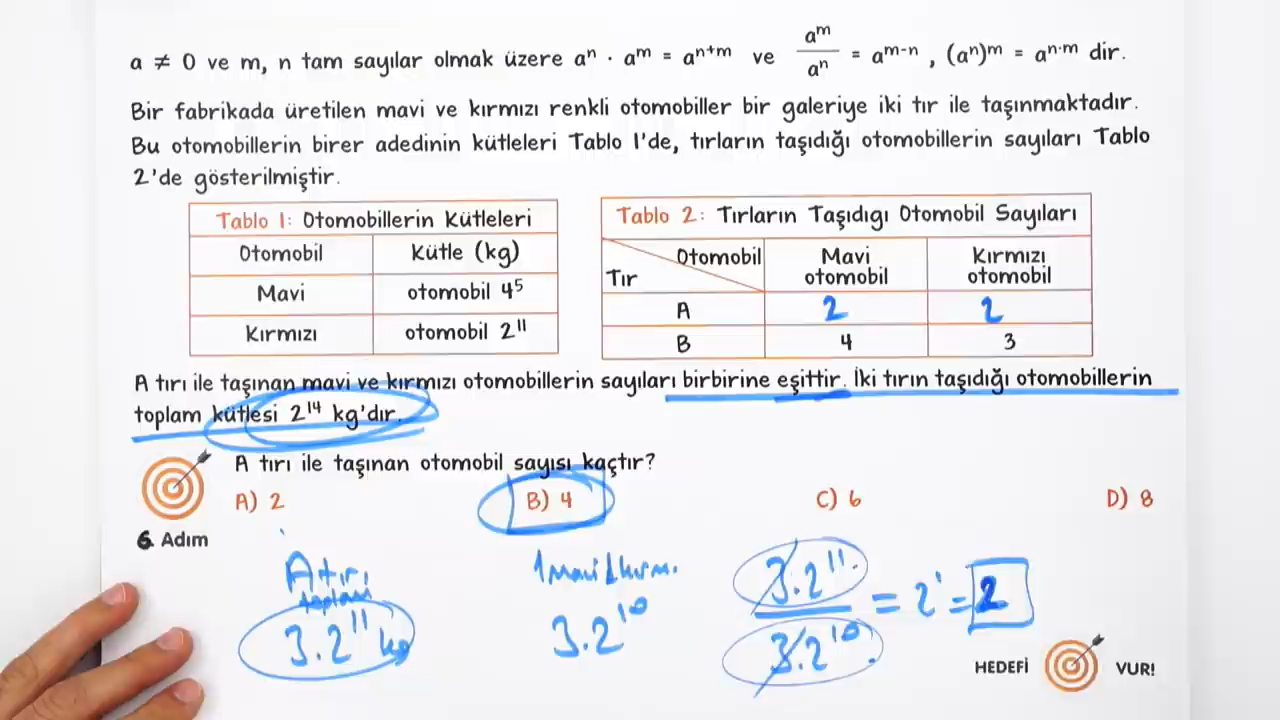 a ≠ 0 ve m, n tam sayılar olmak üzere aⁿ · aᵐ = aⁿ⁺ᵐ ve aᵐ / aⁿ = aᵐ⁻ⁿ , (aⁿ)ᵐ = aⁿ·ᵐ dir.
Bir fabrikada üretilen mavi ve kırmızı renkli otomobiller bir galeriye iki tır ile taşınmaktadır.
Bu otomobillerin birer adedinin kütleleri Tablo 1'de, tırların taşıdığı otomobillerin sayıları Tablo
2'de gösterilmiştir.
Tablo 1: Otomobillerin Kütleleri
Otomobil Kütle (kg)
Mavi otomobil 4⁵
Kırmızı otomobil 2¹¹
Tablo 2: Tırların Taşıdıgı Otomobil Sayıları
Otomobil
Tır
Mavi otomobil
Kırmızı otomobil
A 2 2
B 4 3
A tırı ile taşınan mavi ve kırmızı otomobillerin sayıları birbirine eşittir. İki tırın taşıdığı otomobillerin
toplam kütlesi 2¹⁴ kg'dır.
A tırı ile taşınan otomobil sayısı kaçtır?
A) 2 B) 4 C) 6 D) 8
6. Adım
A tırı
toplam
3.2¹¹ kg
1 mavi 1 kırm.
3.2¹⁰
3.2¹¹ / 3.2¹⁰ = 2¹ = 2
HEDEFİ VUR!